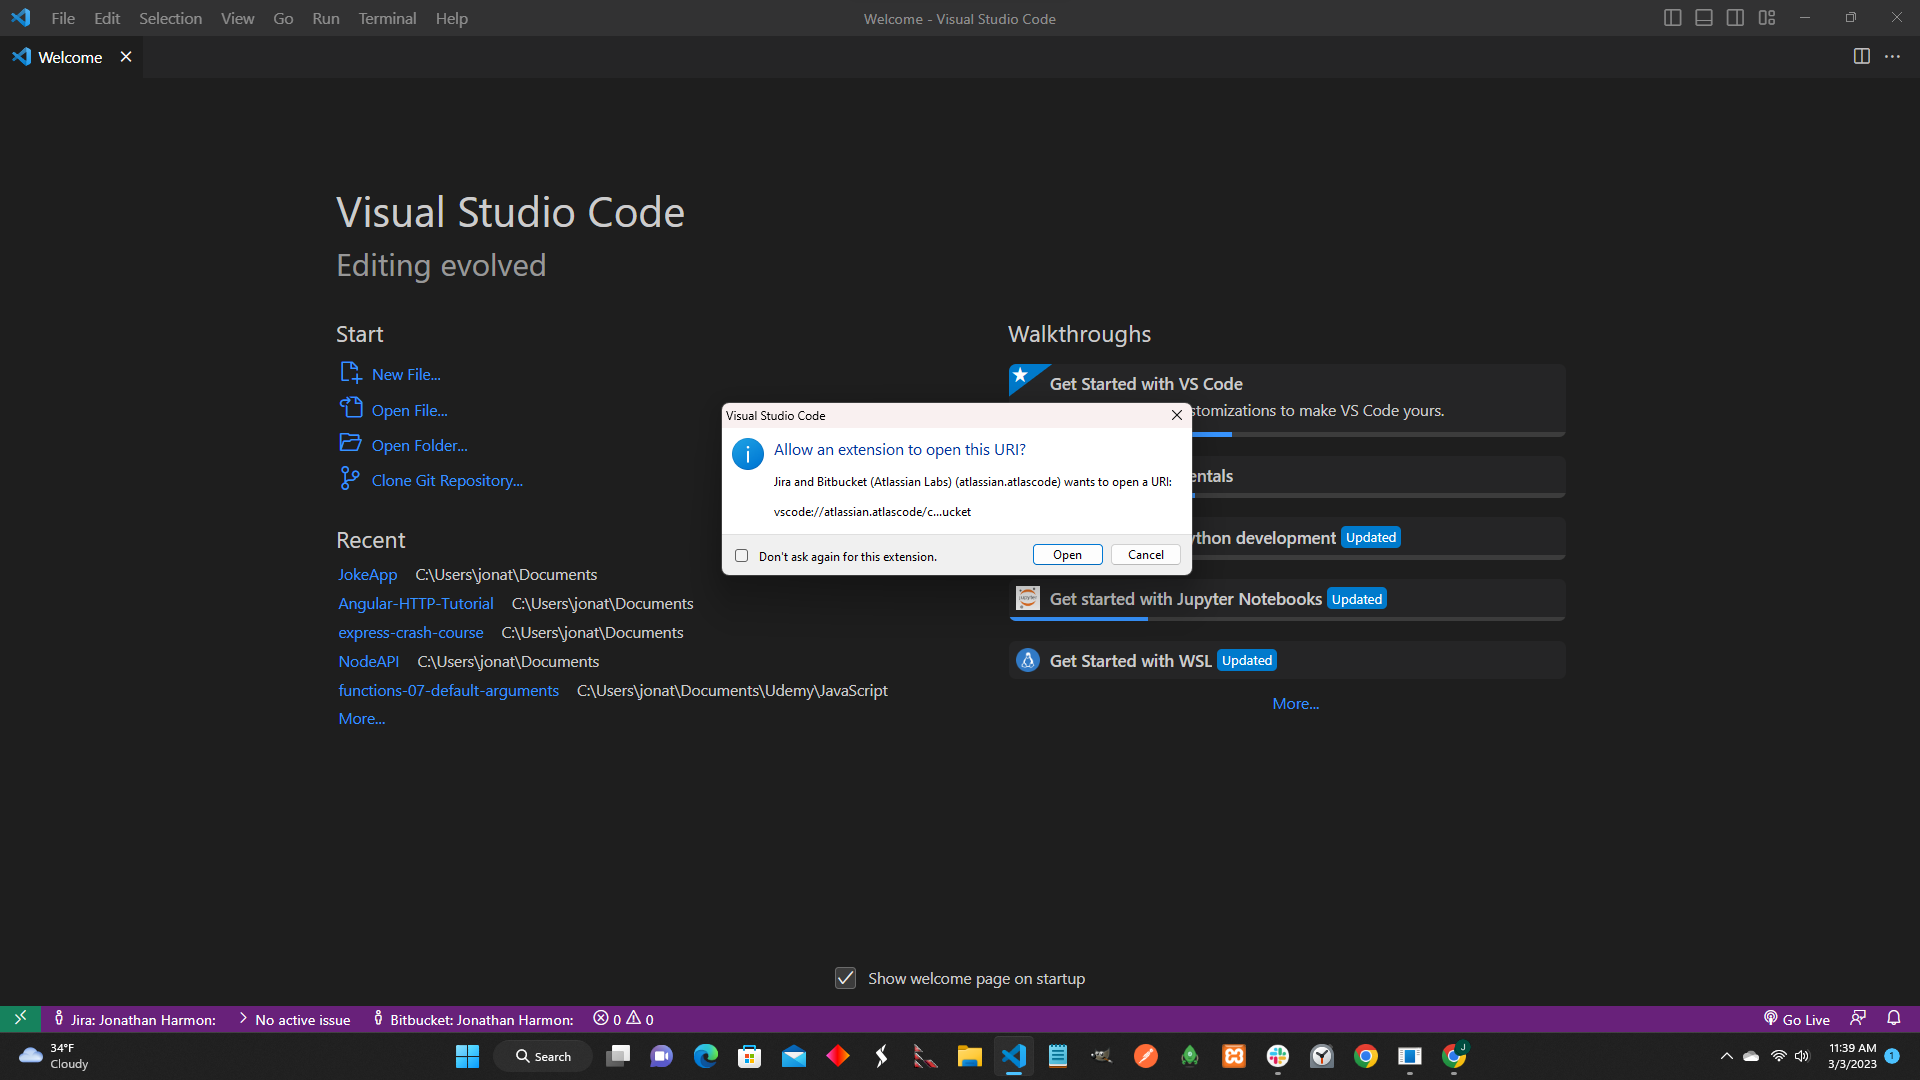 File Edit Selection View Go Run Terminal Help
Welcome - Visual Studio Code
Welcome
Visual Studio Code
Editing evolved
Start
New File...
Open File...
Open Folder...
Clone Git Repository...
Recent
JokeApp C:\Users\jonat\Documents
Angular-HTTP-Tutorial C:\Users\jonat\Documents
express-crash-course C:\Users\jonat\Documents
NodeAPI C:\Users\jonat\Documents
functions-07-default-arguments C:\Users\jonat\Documents\Udemy\JavaScript
More...
Walkthroughs
Get Started with VS Code
stomizations to make VS Code yours.
entals
ython development Updated
Get started with Jupyter Notebooks Updated
Get Started with WSL Updated
More...
Visual Studio Code
Allow an extension to open this URI?
Jira and Bitbucket (Atlassian Labs) (atlassian.atlascode) wants to open a URI:
vscode://atlassian.atlascode/c...ucket
Don't ask again for this extension.
Open
Cancel
Show welcome page on startup
Jira: Jonathan Harmon: No active issue Bitbucket: Jonathan Harmon: 0 0
Go Live
34°F
Cloudy
Search
J
11:39 AM
3/3/2023
1